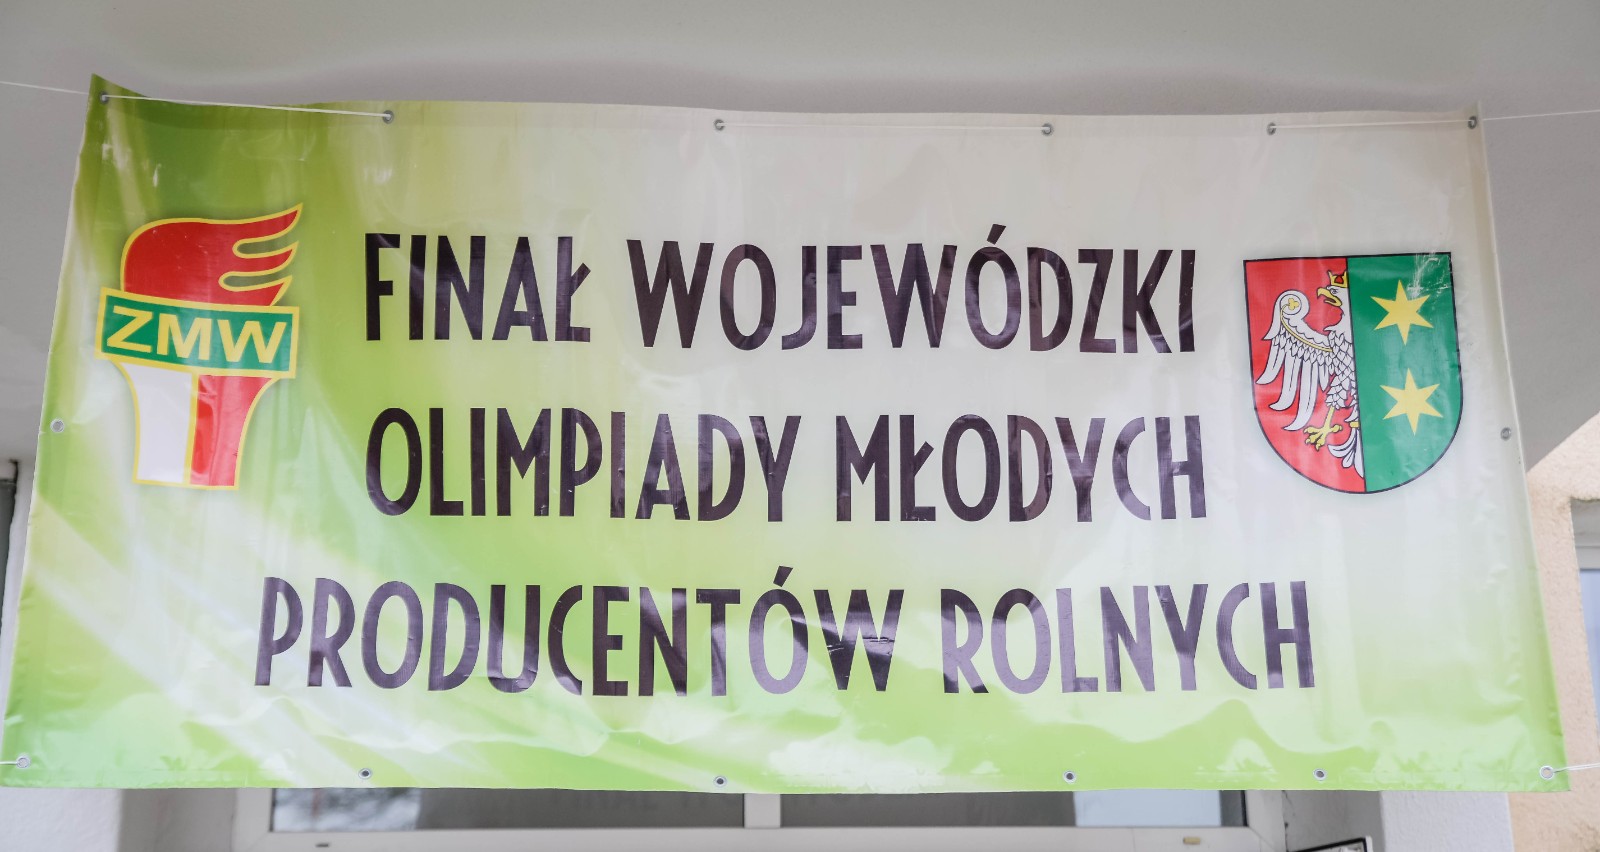 ZMW
FINAŁ WOJEWÓDZKI
OLIMPIADY MŁODYCH
PRODUCENTÓW ROLNYCH